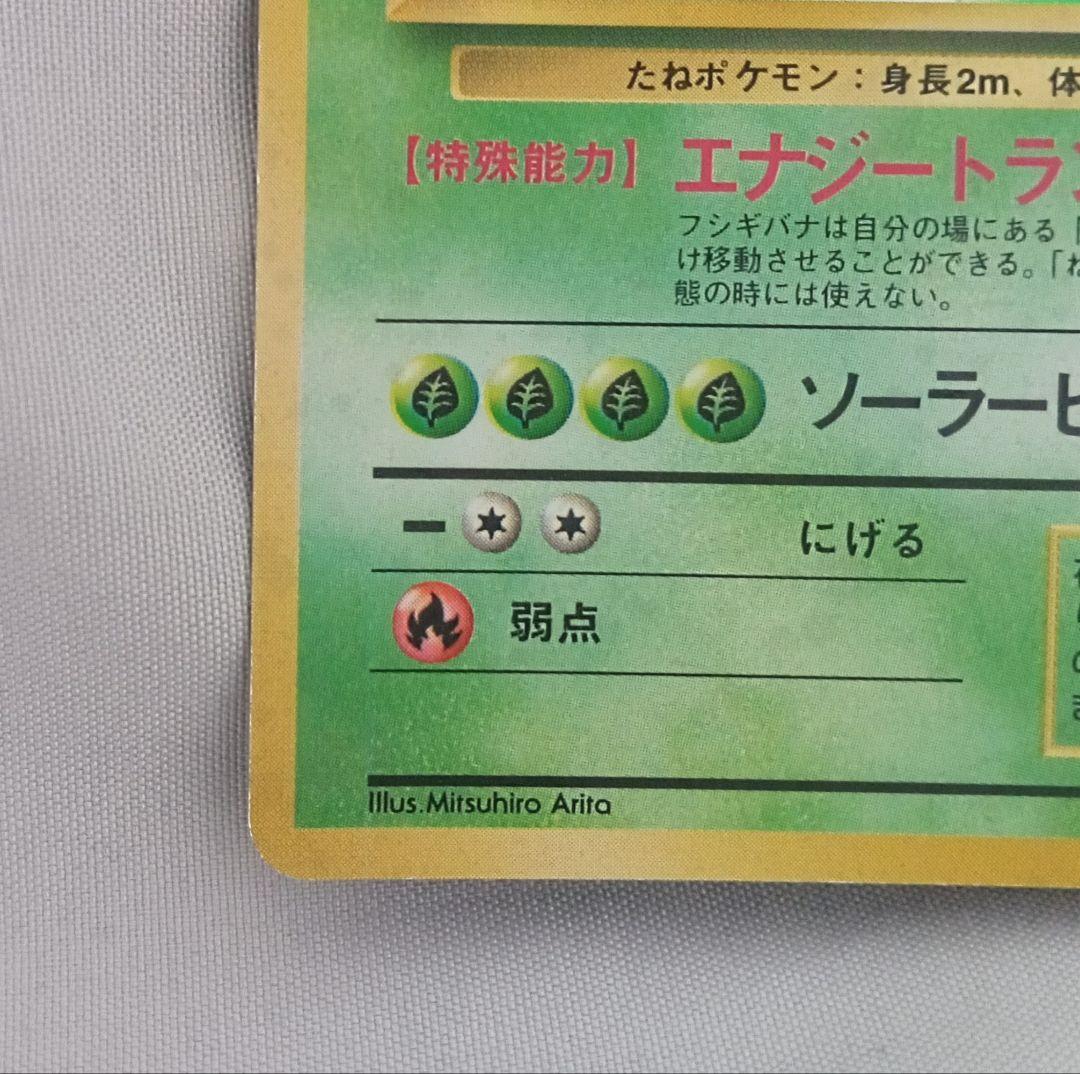 たねポケモン：身長2m、体
【特殊能力】 エナジートラン
フシギバナは自分の場にある「
け移動させることができる。「ね
態の時には使えない。
ソーラービ
にげる
弱点
Illus.Mitsuhiro Arita